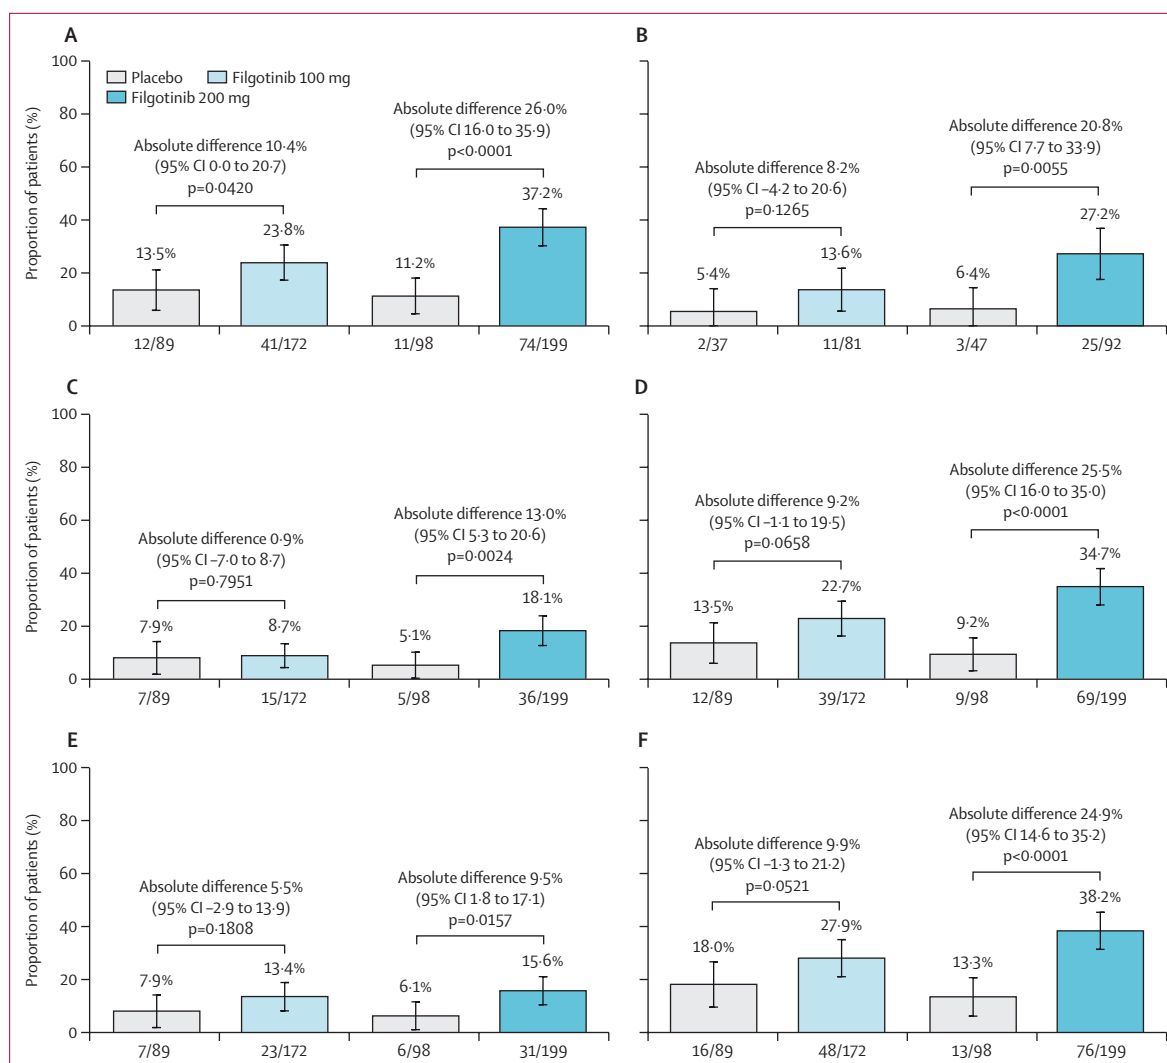 A
Proportion of patients (%)
100
80
60
40
20
0
Placebo
Filgotinib 100 mg
Filgotinib 200 mg
Absolute difference 10·4%
(95% CI 0·0 to 20·7)
p=0·0420
Absolute difference 26·0%
(95% CI 16·0 to 35·9)
p<0·0001
13·5%
23·8%
11·2%
37·2%
12/89
41/172
11/98
74/199
B
Absolute difference 8·2%
(95% CI –4·2 to 20·6)
p=0·1265
Absolute difference 20·8%
(95% CI 7·7 to 33·9)
p=0·0055
5·4%
13·6%
6·4%
27·2%
2/37
11/81
3/47
25/92
C
Proportion of patients (%)
100
80
60
40
20
0
Absolute difference 0·9%
(95% CI –7·0 to 8·7)
p=0·7951
Absolute difference 13·0%
(95% CI 5·3 to 20·6)
p=0·0024
7·9%
8·7%
5·1%
18·1%
7/89
15/172
5/98
36/199
D
Absolute difference 9·2%
(95% CI –1·1 to 19·5)
p=0·0658
Absolute difference 25·5%
(95% CI 16·0 to 35·0)
p<0·0001
13·5%
22·7%
9·2%
34·7%
12/89
39/172
9/98
69/199
E
Proportion of patients (%)
100
80
60
40
20
0
Absolute difference 5·5%
(95% CI –2·9 to 13·9)
p=0·1808
Absolute difference 9·5%
(95% CI 1·8 to 17·1)
p=0·0157
7·9%
13·4%
6·1%
15·6%
7/89
23/172
6/98
31/199
F
Absolute difference 9·9%
(95% CI –1·3 to 21·2)
p=0·0521
Absolute difference 24·9%
(95% CI 14·6 to 35·2)
p<0·0001
18·0%
27·9%
13·3%
38·2%
16/89
48/172
13/98
76/199